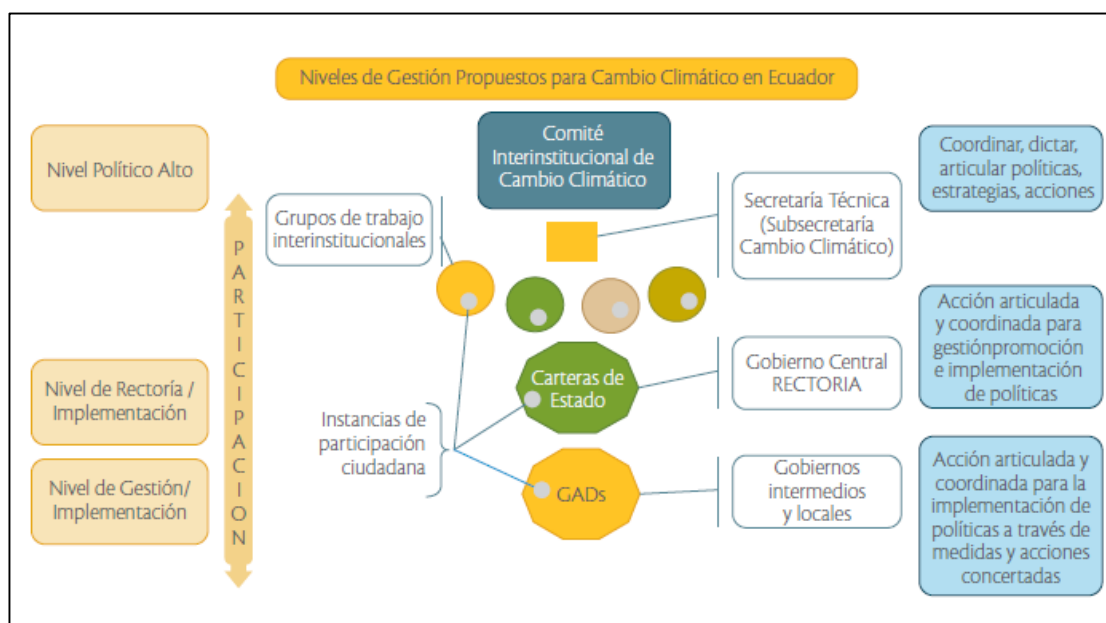 Niveles de Gestión Propuestos para Cambio Climático en Ecuador
Nivel Político Alto
Comité
Interinstitucional de
Cambio Climático
Coordinar, dictar,
articular políticas,
estrategias, acciones
Grupos de trabajo
interinstitucionales
Secretaría Técnica
(Subsecretaría
Cambio Climático)
PARTICIPACION
Nivel de Rectoría /
Implementación
Carteras de
Estado
Gobierno Central
RECTORIA
Acción articulada
y coordinada para
gestiónpromoción
e implementación
de políticas
Instancias de
participación
ciudadana
Nivel de Gestión/
Implementación
GADs
Gobiernos
intermedios
y locales
Acción articulada y
coordinada para la
implementación de
políticas a través de
medidas y acciones
concertadas